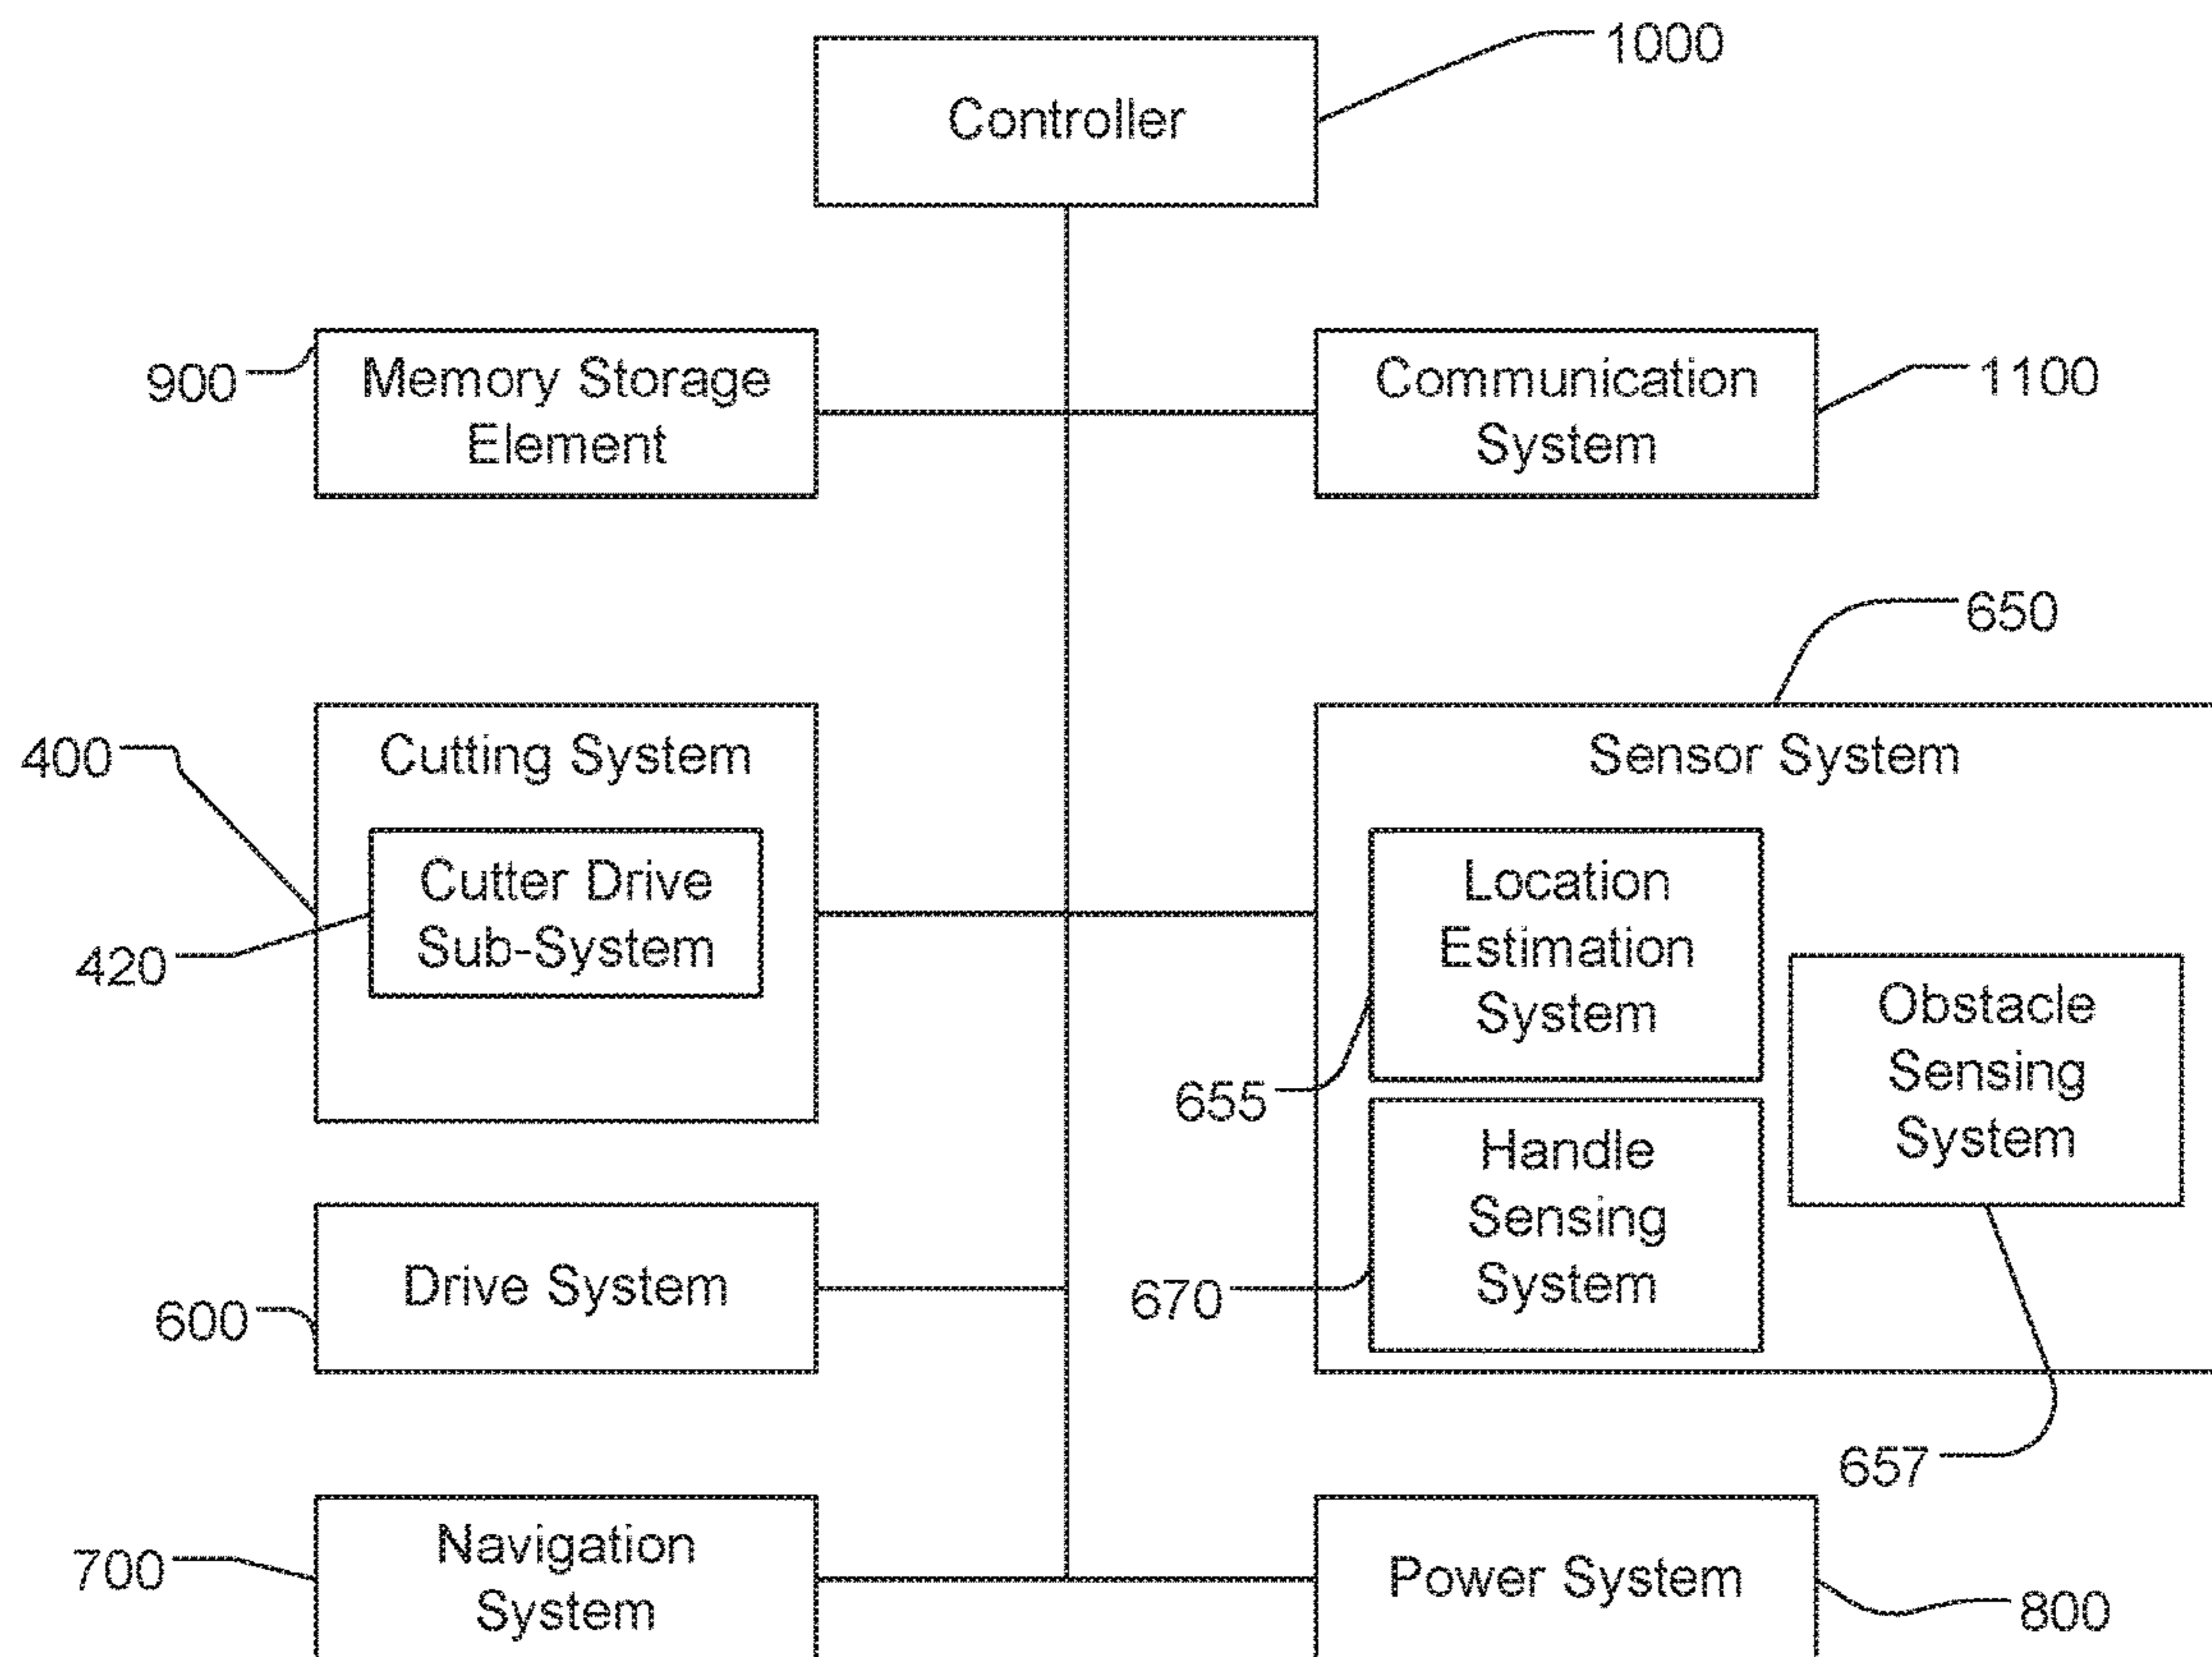 1000
Controller
900
Memory Storage
Element
Communication
System
1100
650
400
Cutting System
Cutter Drive
Sub-System
420
Sensor System
Location
Estimation
System
655
Obstacle
Sensing
System
Handle
Sensing
System
670
657
Drive System
600
Navigation
System
700
Power System
800